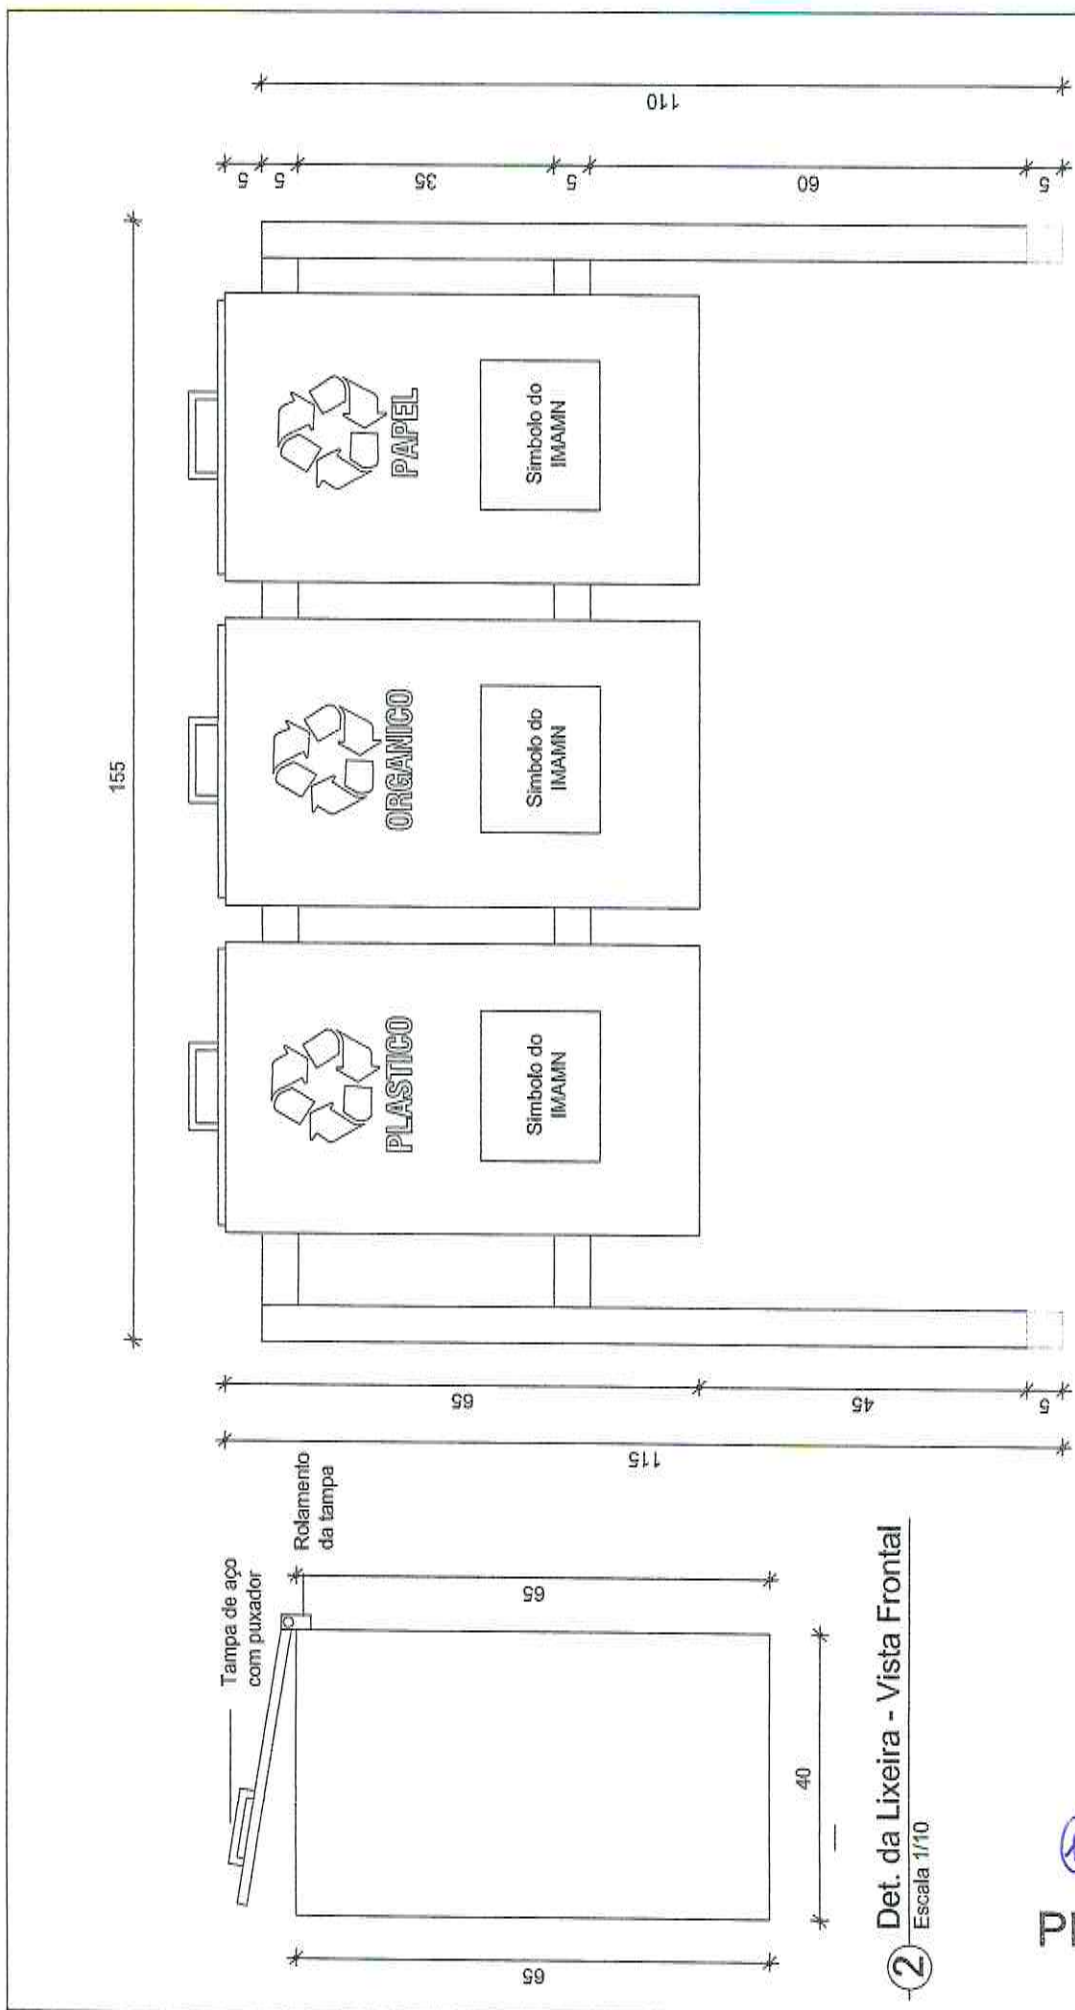 155
5
5
35
5
60
5
110
PLASTICO
ORGANICO
PAPEL
Simbolo do
IMAMN
Simbolo do
IMAMN
Simbolo do
IMAMN
65
45
5
115
Tampa de aço
com puxador
Rolamento
da tampa
65
65
40
2 Det. da Lixeira - Vista Frontal
Escala 1/10